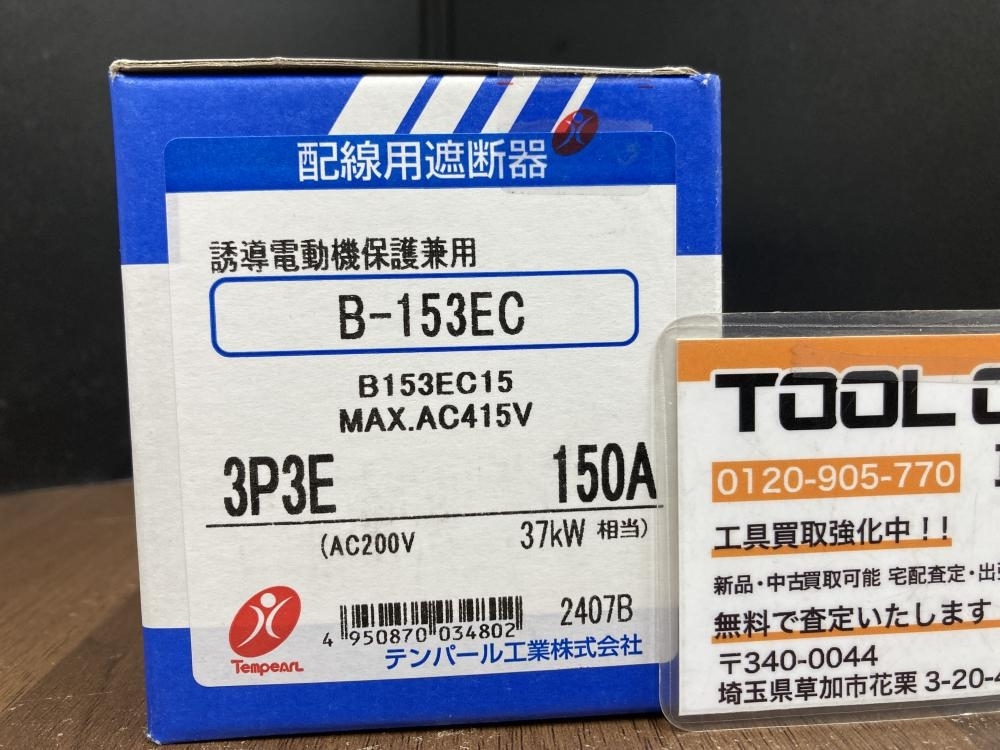 配線用遮断器
誘導電動機保護兼用
B-153EC
B153EC15
MAX.AC415V
3P3E 150A
(AC200V 37kW 相当)
4 950870 034802
2407B
TempearL
テンパール工業株式会社
TOOL
0120-905-770
工具買取強化中!!
新品・中古買取可能 宅配査定・出
無料で査定いたします
〒340-0044
埼玉県草加市花栗 3-20-